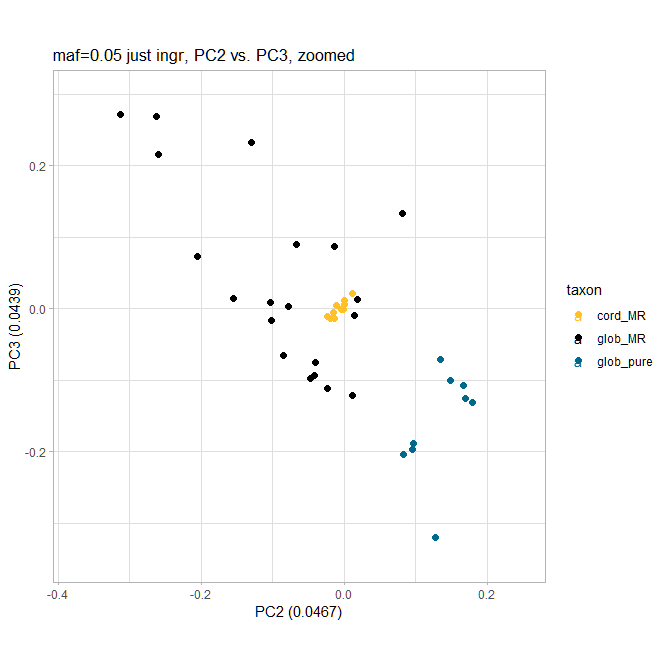 maf=0.05 just ingr, PC2 vs. PC3, zoomed
0.2
0.0
-0.2
PC3 (0.0439)
-0.4
-0.2
0.0
0.2
PC2 (0.0467)
taxon
a cord_MR
a glob_MR
a glob_pure